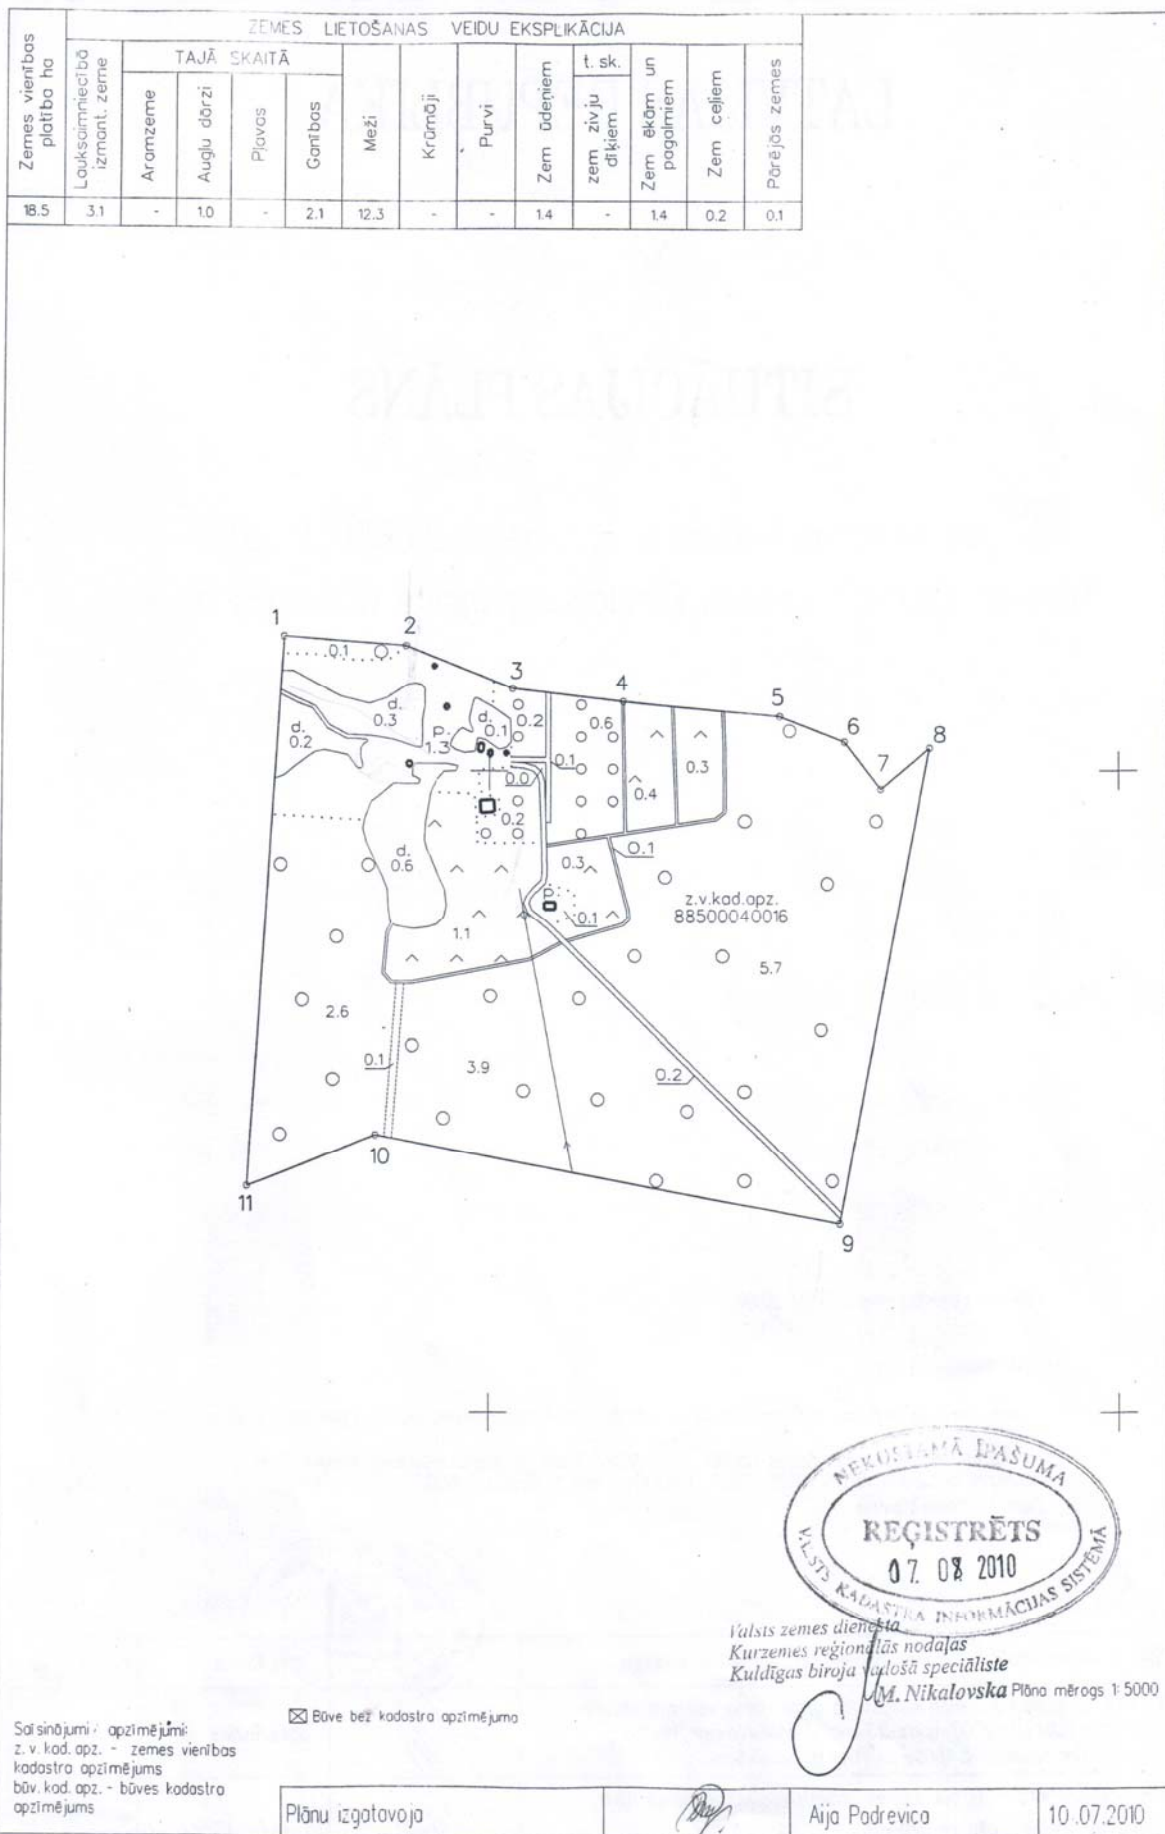 ZEMES LIETOŠANAS VEIDU EKSPLIKĀCIJA
Zemes vienības platība ha
Lauksaimniecībā izmant. zeme
TAJĀ SKAITĀ
Aramzeme
Augļu dārzi
Pļavas
Ganības
Meži
Krūmāji
Purvi
Zem ūdeņiem
t. sk.
zem zivju dīķiem
Zem ēkām un pagalmiem
Zem ceļiem
Pārējās zemes
18.5 3.1 - 1.0 - 2.1 12.3 - - 1.4 - 1.4 0.2 0.1
SITUĀCIJAS PLĀNS
1
2
0.1
3
4
5
6
7
8
d.
0.3
d.
0.2
d.
0.1
p.
1.3
0.2
0.6
0.1
0.0
0.4
0.3
0.2
d.
0.6
0.3
0.1
p.
0.1
z.v.kad.apz.
88500040016
1.1
5.7
2.6
0.1
3.9
0.2
10
11
9
NEKUSTAMĀ ĪPAŠUMA
VALSTS KADASTRA INFORMĀCIJAS SISTĒMĀ
REĢISTRĒTS
07. 08 2010
Valsts zemes dienesta
Kurzemes reģionālās nodaļas
Kuldīgas biroja vadošā speciāliste
M. Nikalovska Plāna mērogs 1:5000
Būve bez kadastra apzīmējuma
Saīsinājumi, apzīmējumi:
z. v. kad. apz. - zemes vienības
kadastra apzīmējums
būv. kad. apz. - būves kadastra
apzīmējums
Plānu izgatavoja Aija Padrevica 10.07.2010